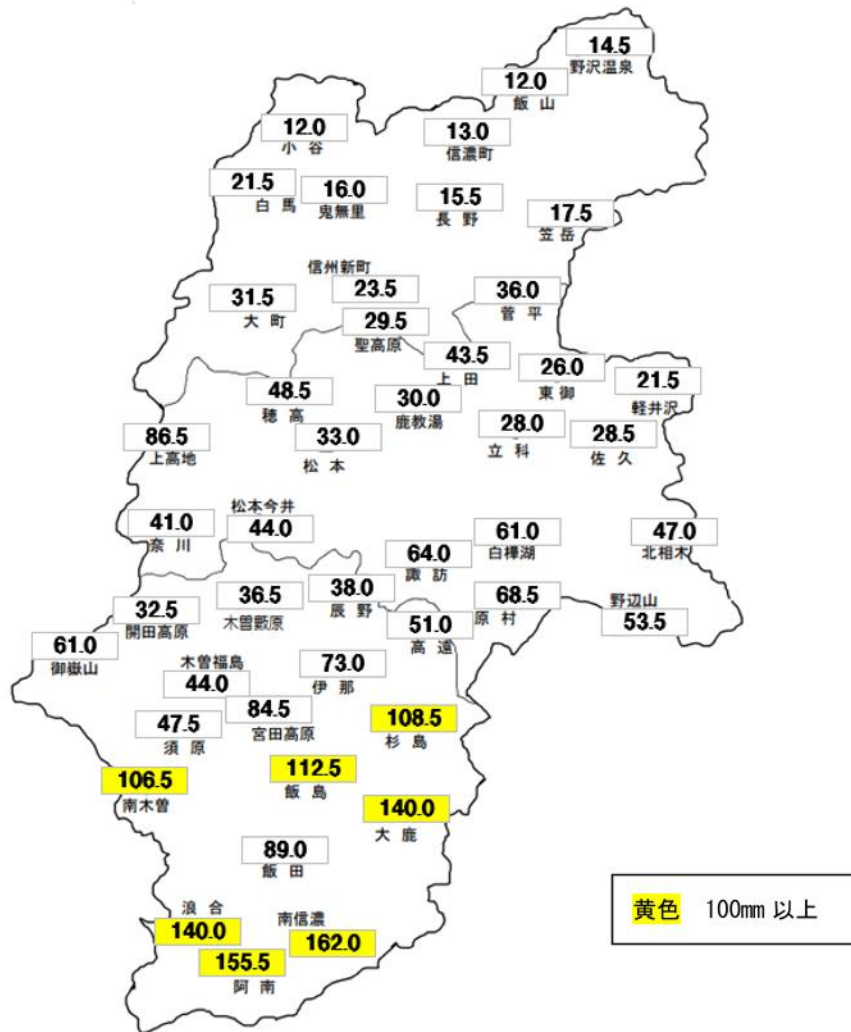 14.5
野沢温泉
12.0
飯山
12.0
小谷
13.0
信濃町
21.5
白馬
16.0
鬼無里
15.5
長野
17.5
笠岳
信州新町
23.5
31.5
大町
36.0
菅平
29.5
聖高原
43.5
上田
26.0
東御
21.5
軽井沢
48.5
穂高
30.0
鹿教湯
28.0
立科
28.5
佐久
86.5
上高地
33.0
松本
41.0
奈川
松本今井
44.0
61.0
白樺湖
47.0
北相木
64.0
諏訪
32.5
開田高原
36.5
木曽藪原
38.0
辰野
68.5
原村
野辺山
53.5
51.0
高遠
61.0
御嶽山
木曽福島
44.0
73.0
伊那
47.5
須原
84.5
宮田高原
108.5
杉島
106.5
南木曽
112.5
飯島
140.0
大鹿
89.0
飯田
浪合
140.0
南信濃
162.0
155.5
阿南
黄色 100mm 以上